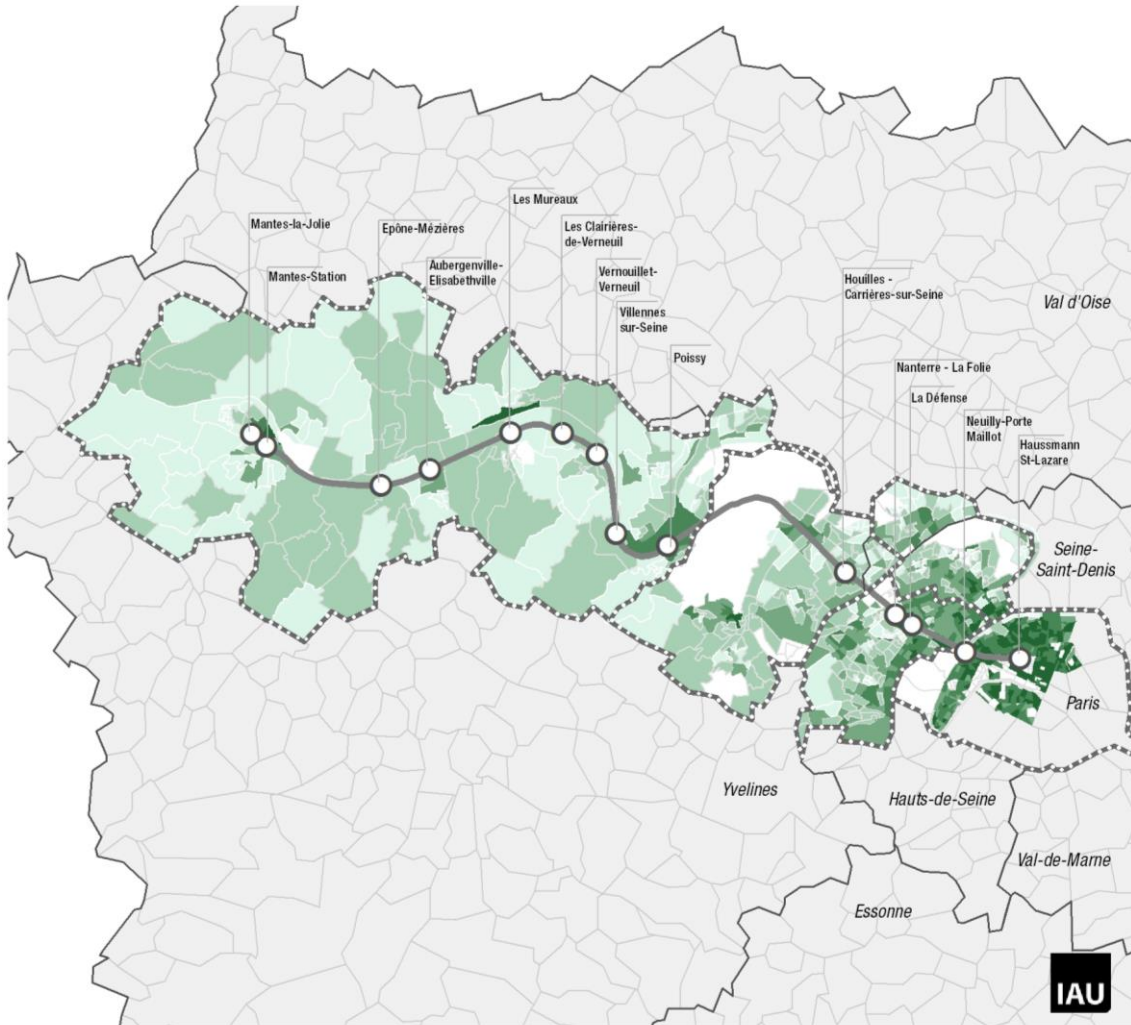 Les Mureaux
Mantes-la-Jolie
Epône-Mézières
Les Clairières-
de-Verneuil
Mantes-Station
Aubergenville-
Elisabethville
Vernouillet-
Verneuil
Houilles -
Carrières-sur-Seine
Val d'Oise
Villennes
sur-Seine
Poissy
Nanterre - La Folie
La Défense
Neuilly-Porte
Maillot
Haussmann
St-Lazare
Seine-
Saint-Denis
Paris
Yvelines
Hauts-de-Seine
Val-de-Marne
Essonne
IAU